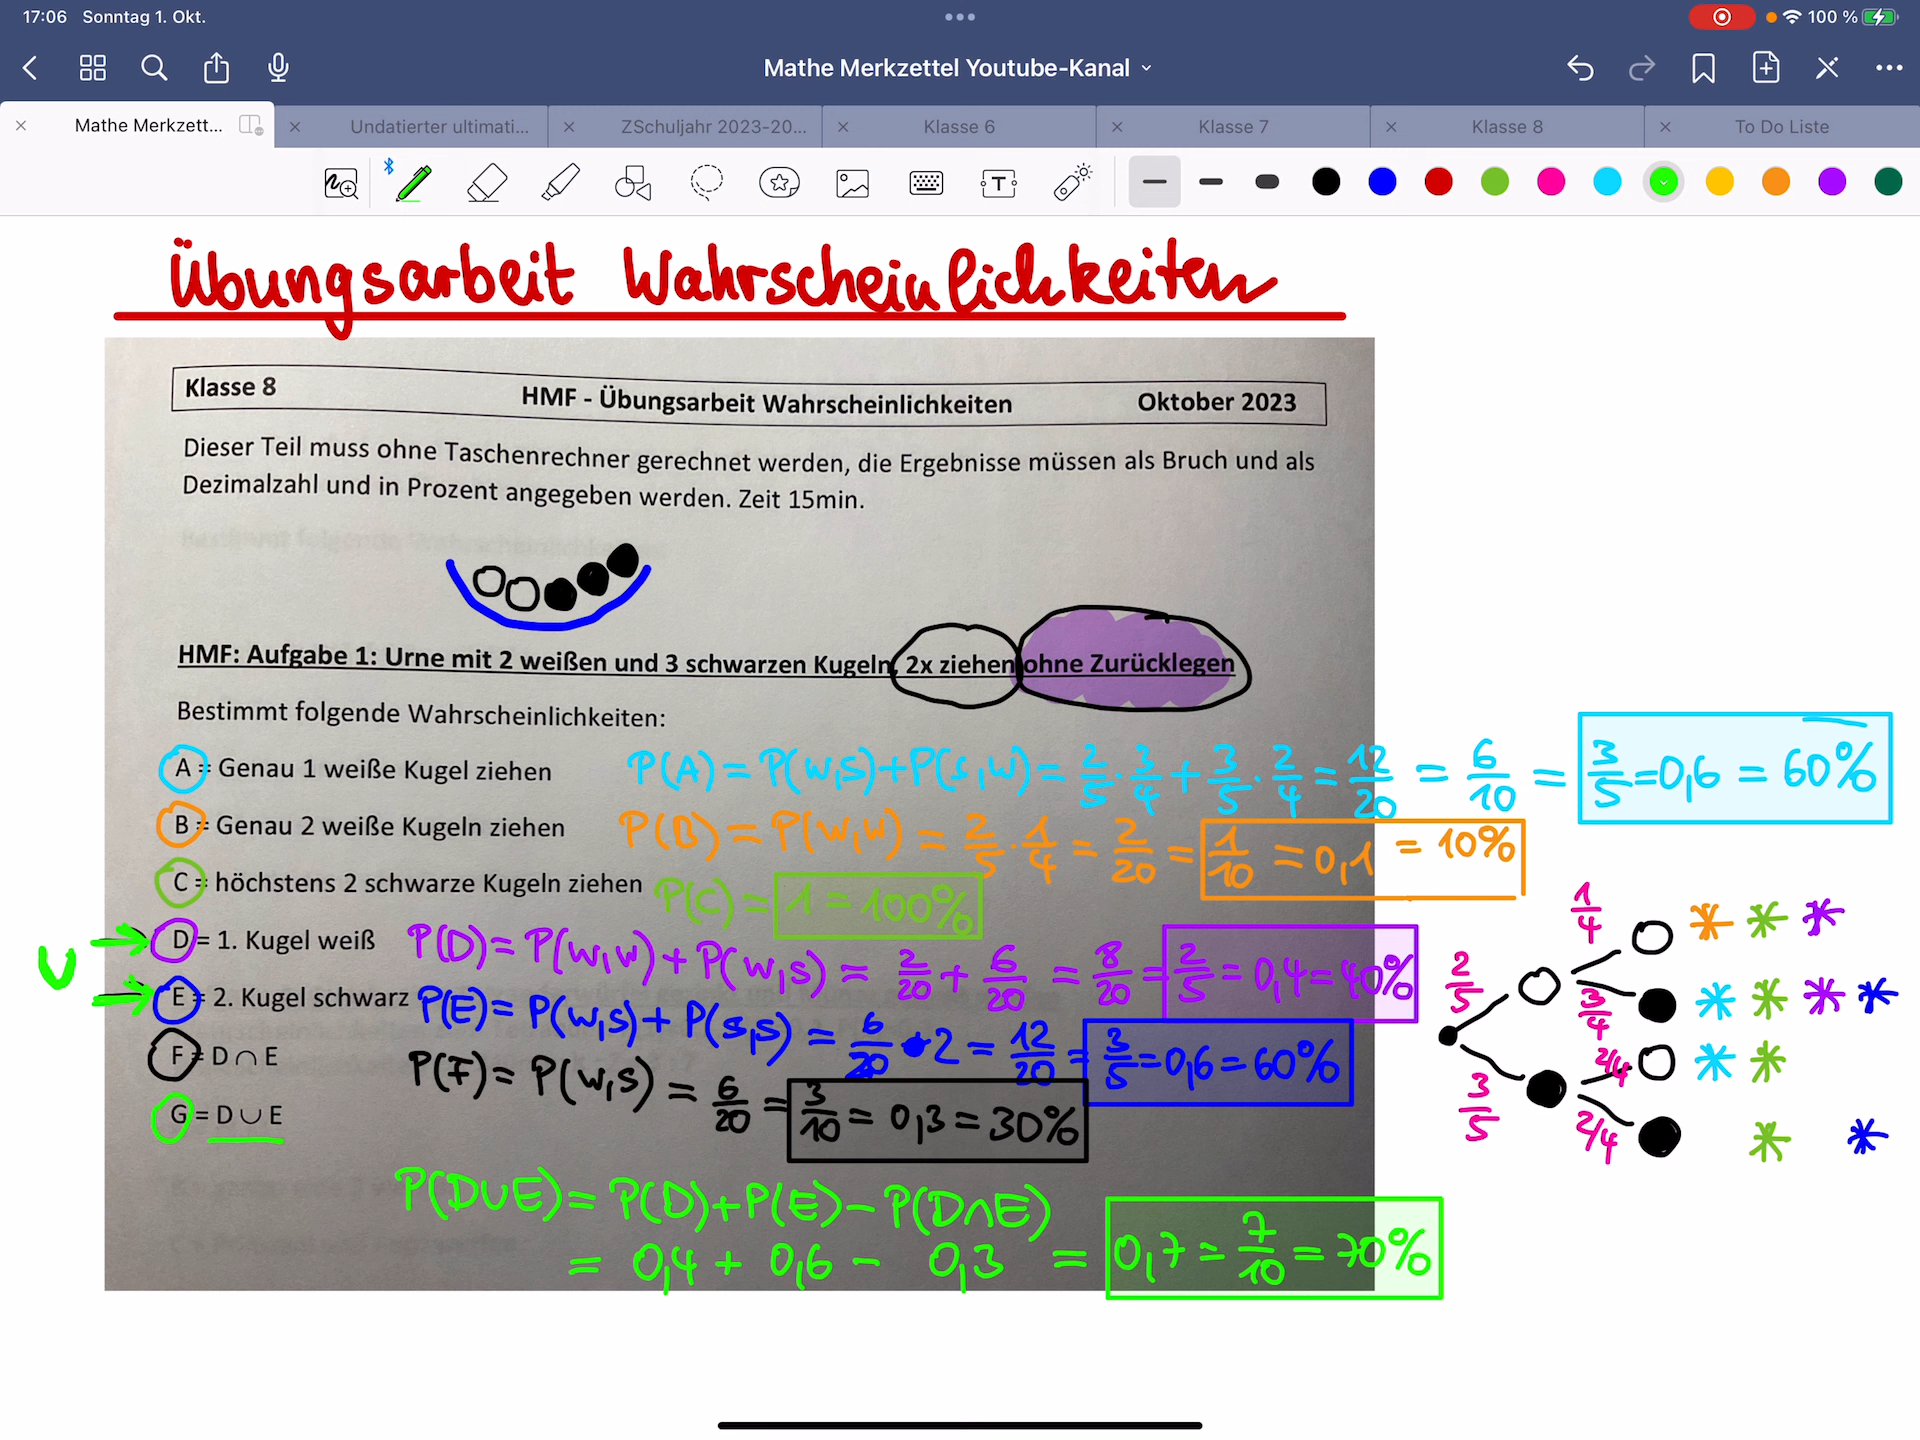 17:06 Sonntag 1. Okt. 100 %
Mathe Merkzettel Youtube-Kanal
Mathe Merkzett... Undatierter ultimati... ZSchuljahr 2023-20... Klasse 6 Klasse 7 Klasse 8 To Do Liste
Übungsarbeit Wahrscheinlichkeiten
Klasse 8 HMF - Übungsarbeit Wahrscheinlichkeiten Oktober 2023
Dieser Teil muss ohne Taschenrechner gerechnet werden, die Ergebnisse müssen als Bruch und als
Dezimalzahl und in Prozent angegeben werden. Zeit 15min.
HMF: Aufgabe 1: Urne mit 2 weißen und 3 schwarzen Kugeln, 2x ziehen ohne Zurücklegen
Bestimmt folgende Wahrscheinlichkeiten:
A = Genau 1 weiße Kugel ziehen P(A) = P(w,s)+P(s,w) = 2/5 · 3/4 + 3/5 · 2/4 = 12/20 = 6/10 = 3/5 = 0,6 = 60%
B = Genau 2 weiße Kugeln ziehen P(B) = P(w,w) = 2/5 · 1/4 = 2/20 = 1/10 = 0,1 = 10%
C = höchstens 2 schwarze Kugeln ziehen P(C) = 1 = 100%
D = 1. Kugel weiß P(D) = P(w,w) + P(w,s) = 2/20 + 6/20 = 8/20 = 2/5 = 0,4 = 40%
U
E = 2. Kugel schwarz P(E) = P(w,s) + P(s,s) = 6/20 • 2 = 12/20 = 3/5 = 0,6 = 60%
F = D ∩ E P(F) = P(w,s) = 6/20 = 3/10 = 0,3 = 30%
G = D ∪ E
P(D∪E) = P(D)+P(E) − P(D∩E)
= 0,4 + 0,6 − 0,3 = 0,7 = 7/10 = 70%
1/4
2/5
3/4
2/4
3/5
2/4